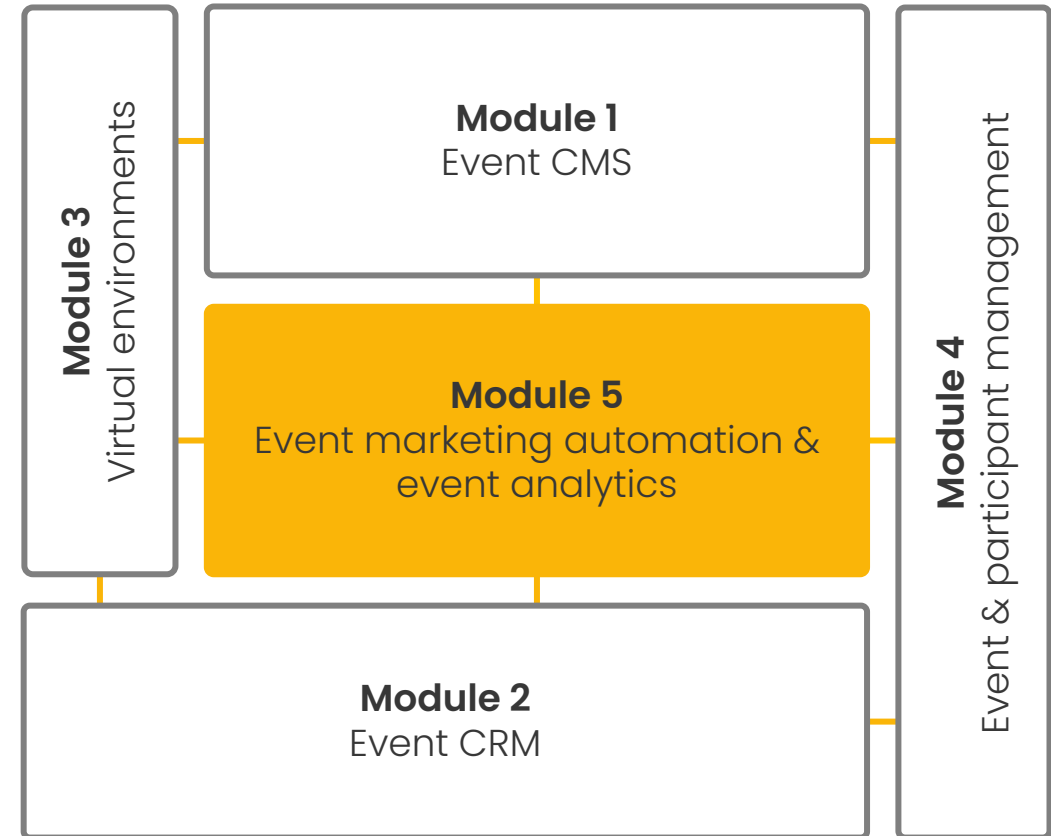 Module 3
Virtual environments
Module 1
Event CMS
Module 5
Event marketing automation &
event analytics
Module 4
Event & participant management
Module 2
Event CRM